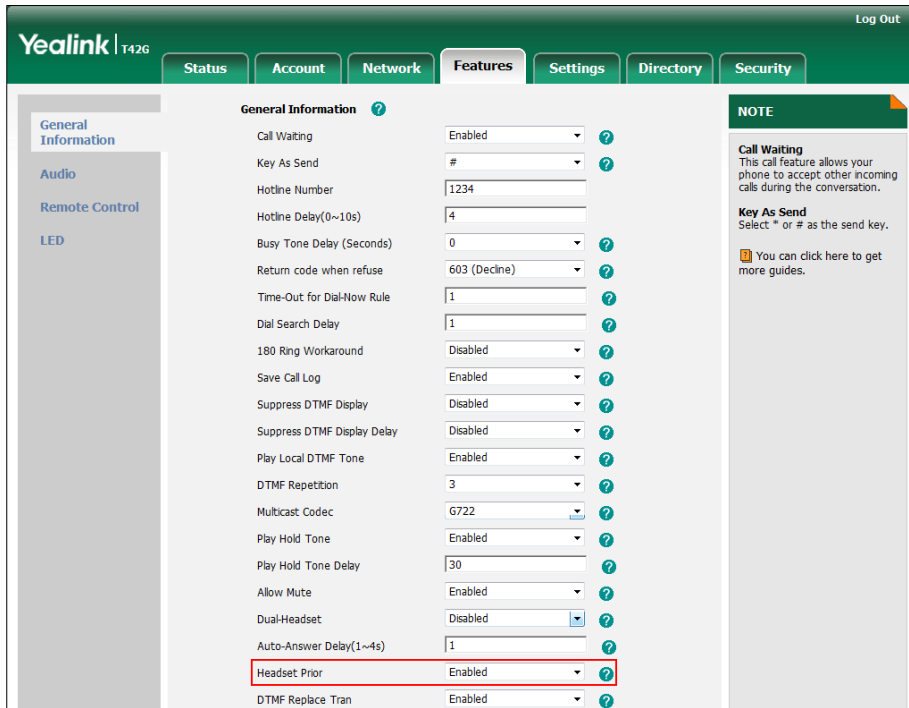 Log Out
Yealink T42G
Status Account Network Features Settings Directory Security
General Information
Audio
Remote Control
LED
General Information ?
Call Waiting Enabled ?
Key As Send # ?
Hotline Number 1234
Hotline Delay(0~10s) 4
Busy Tone Delay (Seconds) 0 ?
Return code when refuse 603 (Decline) ?
Time-Out for Dial-Now Rule 1 ?
Dial Search Delay 1 ?
180 Ring Workaround Disabled ?
Save Call Log Enabled ?
Suppress DTMF Display Disabled ?
Suppress DTMF Display Delay Disabled ?
Play Local DTMF Tone Enabled ?
DTMF Repetition 3 ?
Multicast Codec G722 ?
Play Hold Tone Enabled ?
Play Hold Tone Delay 30 ?
Allow Mute Enabled ?
Dual-Headset Disabled ?
Auto-Answer Delay(1~4s) 1 ?
Headset Prior Enabled ?
DTMF Replace Tran Enabled ?
NOTE
Call Waiting
This call feature allows your
phone to accept other incoming
calls during the conversation.
Key As Send
Select * or # as the send key.
? You can click here to get
more guides.